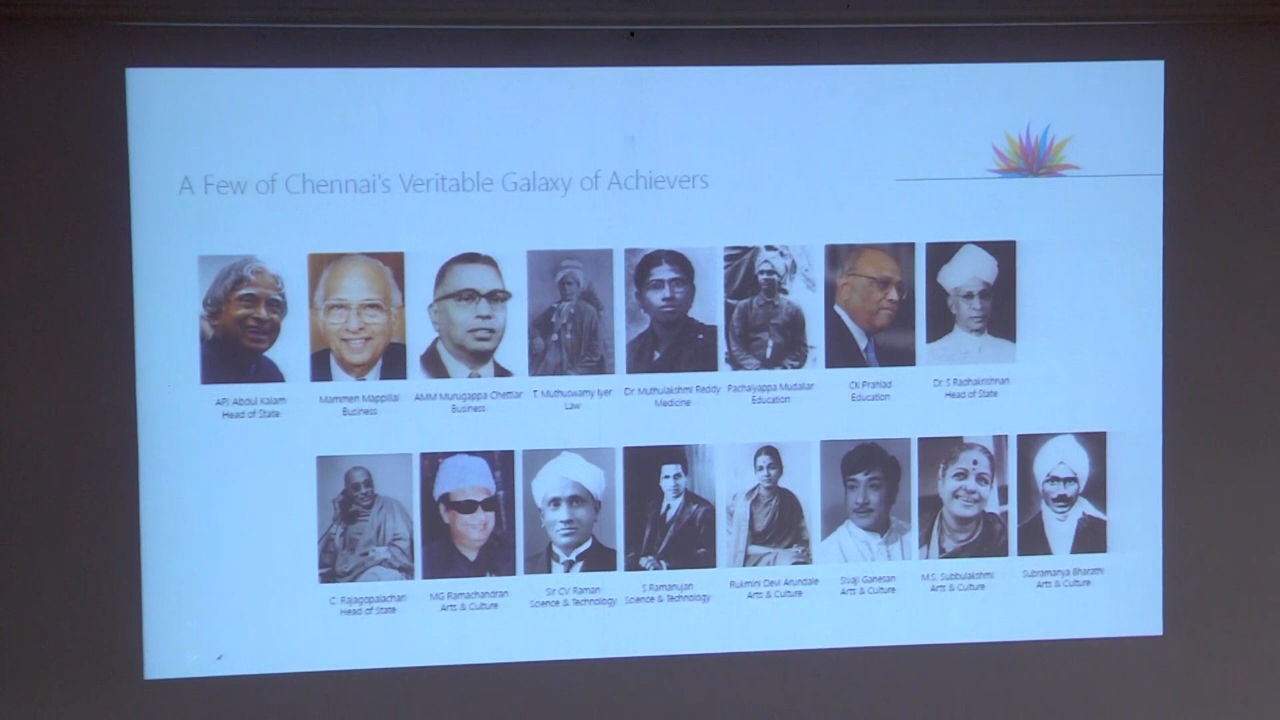 A Few of Chennai's Veritable Galaxy of Achievers
APJ Abdul Kalam
Head of State
Mammen Mappillai
Business
AMM Murugappa Chettiar
Business
T. Muthuswamy Iyer
Law
Dr. Muthulakshmi Reddy
Medicine
Pachaiyappa Mudaliar
Education
CK Prahlad
Education
Dr. S Radhakrishnan
Head of State
C. Rajagopalachari
Head of State
MG Ramachandran
Arts & Culture
Sir CV Raman
Science & Technology
S Ramanujan
Science & Technology
Rukmini Devi Arundale
Arts & Culture
Sivaji Ganesan
Arts & Culture
M.S. Subbulakshmi
Arts & Culture
Subramanya Bharathi
Arts & Culture